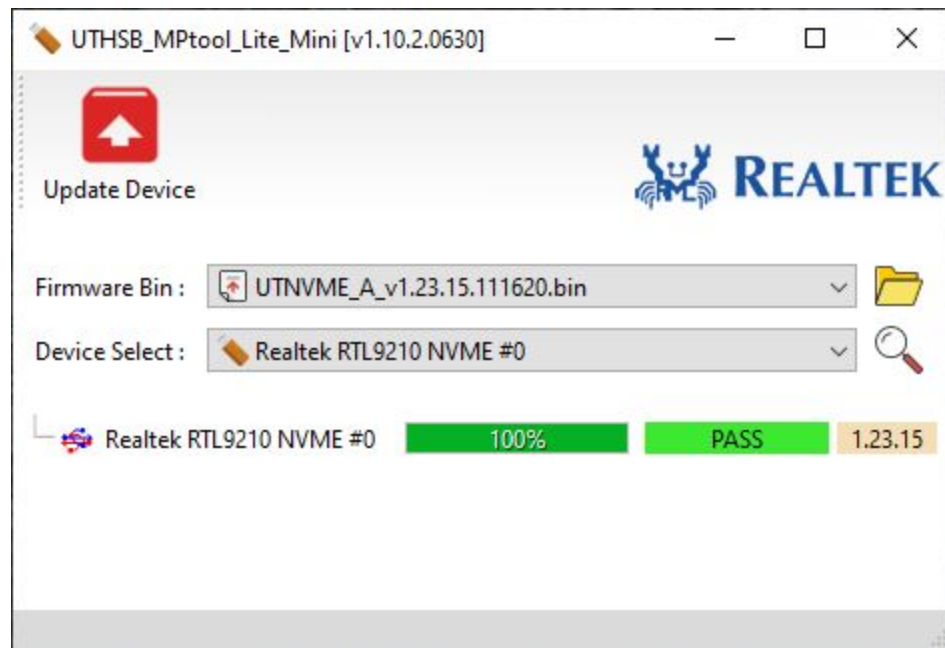 UTHSB_MPtool_Lite_Mini [v1.10.2.0630]
Update Device
REALTEK
Firmware Bin : UTNVME_A_v1.23.15.111620.bin
Device Select : Realtek RTL9210 NVME #0
Realtek RTL9210 NVME #0 100% PASS 1.23.15